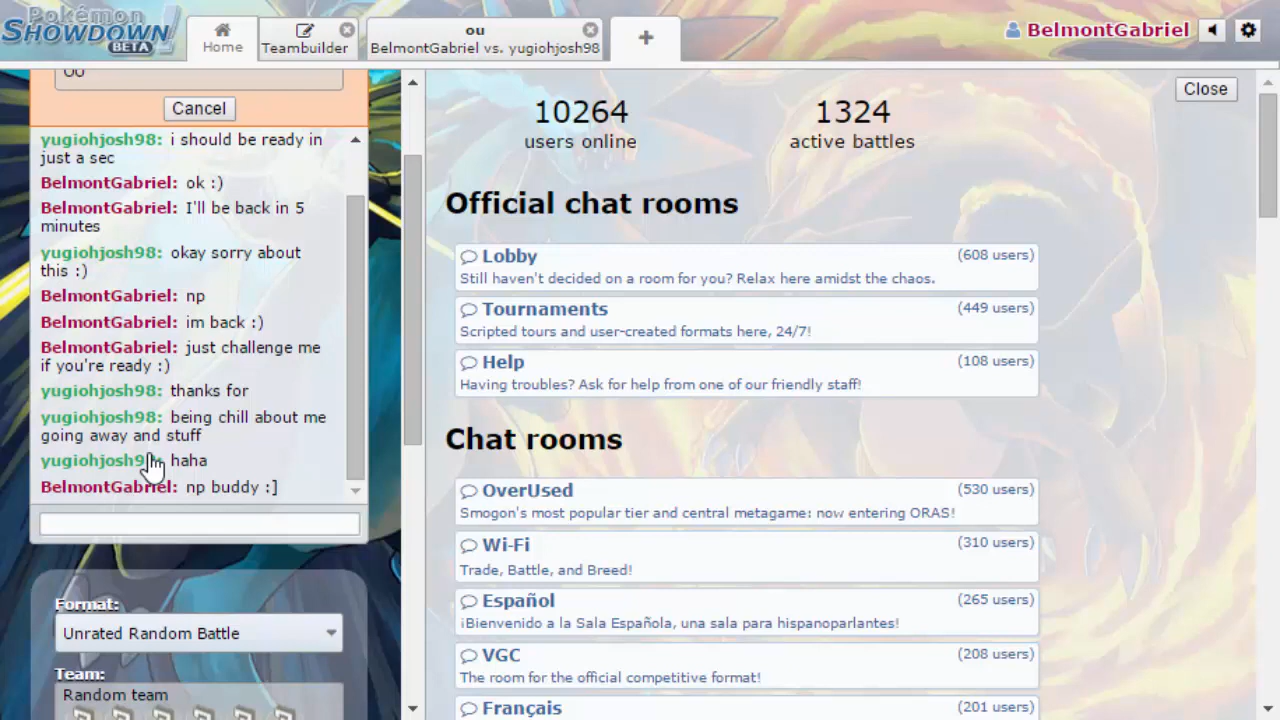 Pokémon
SHOWDOWN!
BETA
Home
Teambuilder
ou
BelmontGabriel vs. yugiohjosh98
+
BelmontGabriel
OU
Cancel
yugiohjosh98: i should be ready in
just a sec
BelmontGabriel: ok :)
BelmontGabriel: I'll be back in 5
minutes
yugiohjosh98: okay sorry about
this :)
BelmontGabriel: np
BelmontGabriel: im back :)
BelmontGabriel: just challenge me
if you're ready :)
yugiohjosh98: thanks for
yugiohjosh98: being chill about me
going away and stuff
yugiohjosh98: haha
BelmontGabriel: np buddy :]
Format:
Unrated Random Battle
Team:
Random team
Close
10264
users online
1324
active battles
Official chat rooms
Lobby (608 users)
Still haven't decided on a room for you? Relax here amidst the chaos.
Tournaments (449 users)
Scripted tours and user-created formats here, 24/7!
Help (108 users)
Having troubles? Ask for help from one of our friendly staff!
Chat rooms
OverUsed (530 users)
Smogon's most popular tier and central metagame: now entering ORAS!
Wi-Fi (310 users)
Trade, Battle, and Breed!
Español (265 users)
¡Bienvenido a la Sala Española, una sala para hispanoparlantes!
VGC (208 users)
The room for the official competitive format!
Français (201 users)